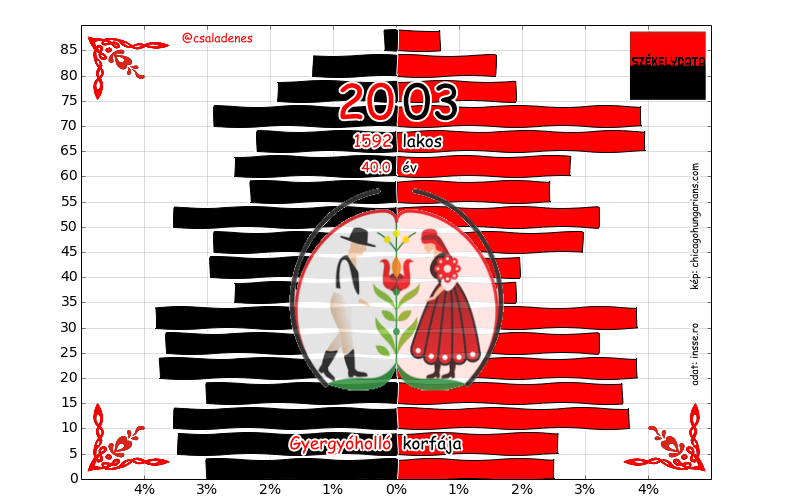 @csaladenes
SZÉKELYDATA
2003
1592 lakos
40.0 év
kép: chicagohungarians.com
adat: insse.ro
Gyergyóholló korfája
85
80
75
70
65
60
55
50
45
40
35
30
25
20
15
10
5
0
4% 3% 2% 1% 0% 1% 2% 3% 4%